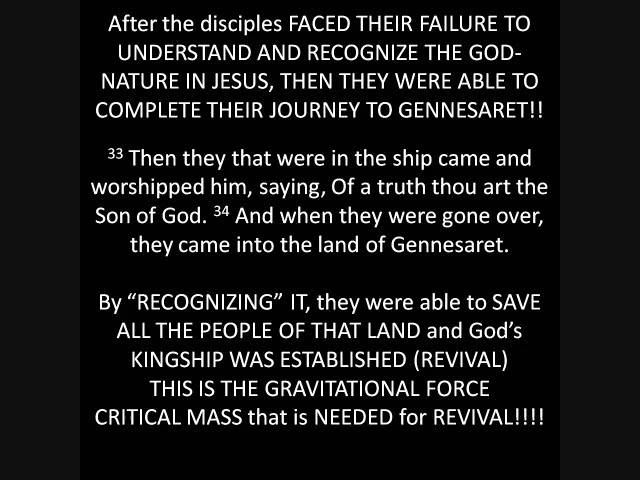 After the disciples FACED THEIR FAILURE TO
UNDERSTAND AND RECOGNIZE THE GOD-
NATURE IN JESUS, THEN THEY WERE ABLE TO
COMPLETE THEIR JOURNEY TO GENNESARET!!
33 Then they that were in the ship came and
worshipped him, saying, Of a truth thou art the
Son of God. 34 And when they were gone over,
they came into the land of Gennesaret.
By “RECOGNIZING” IT, they were able to SAVE
ALL THE PEOPLE OF THAT LAND and God’s
KINGSHIP WAS ESTABLISHED (REVIVAL)
THIS IS THE GRAVITATIONAL FORCE
CRITICAL MASS that is NEEDED for REVIVAL!!!!